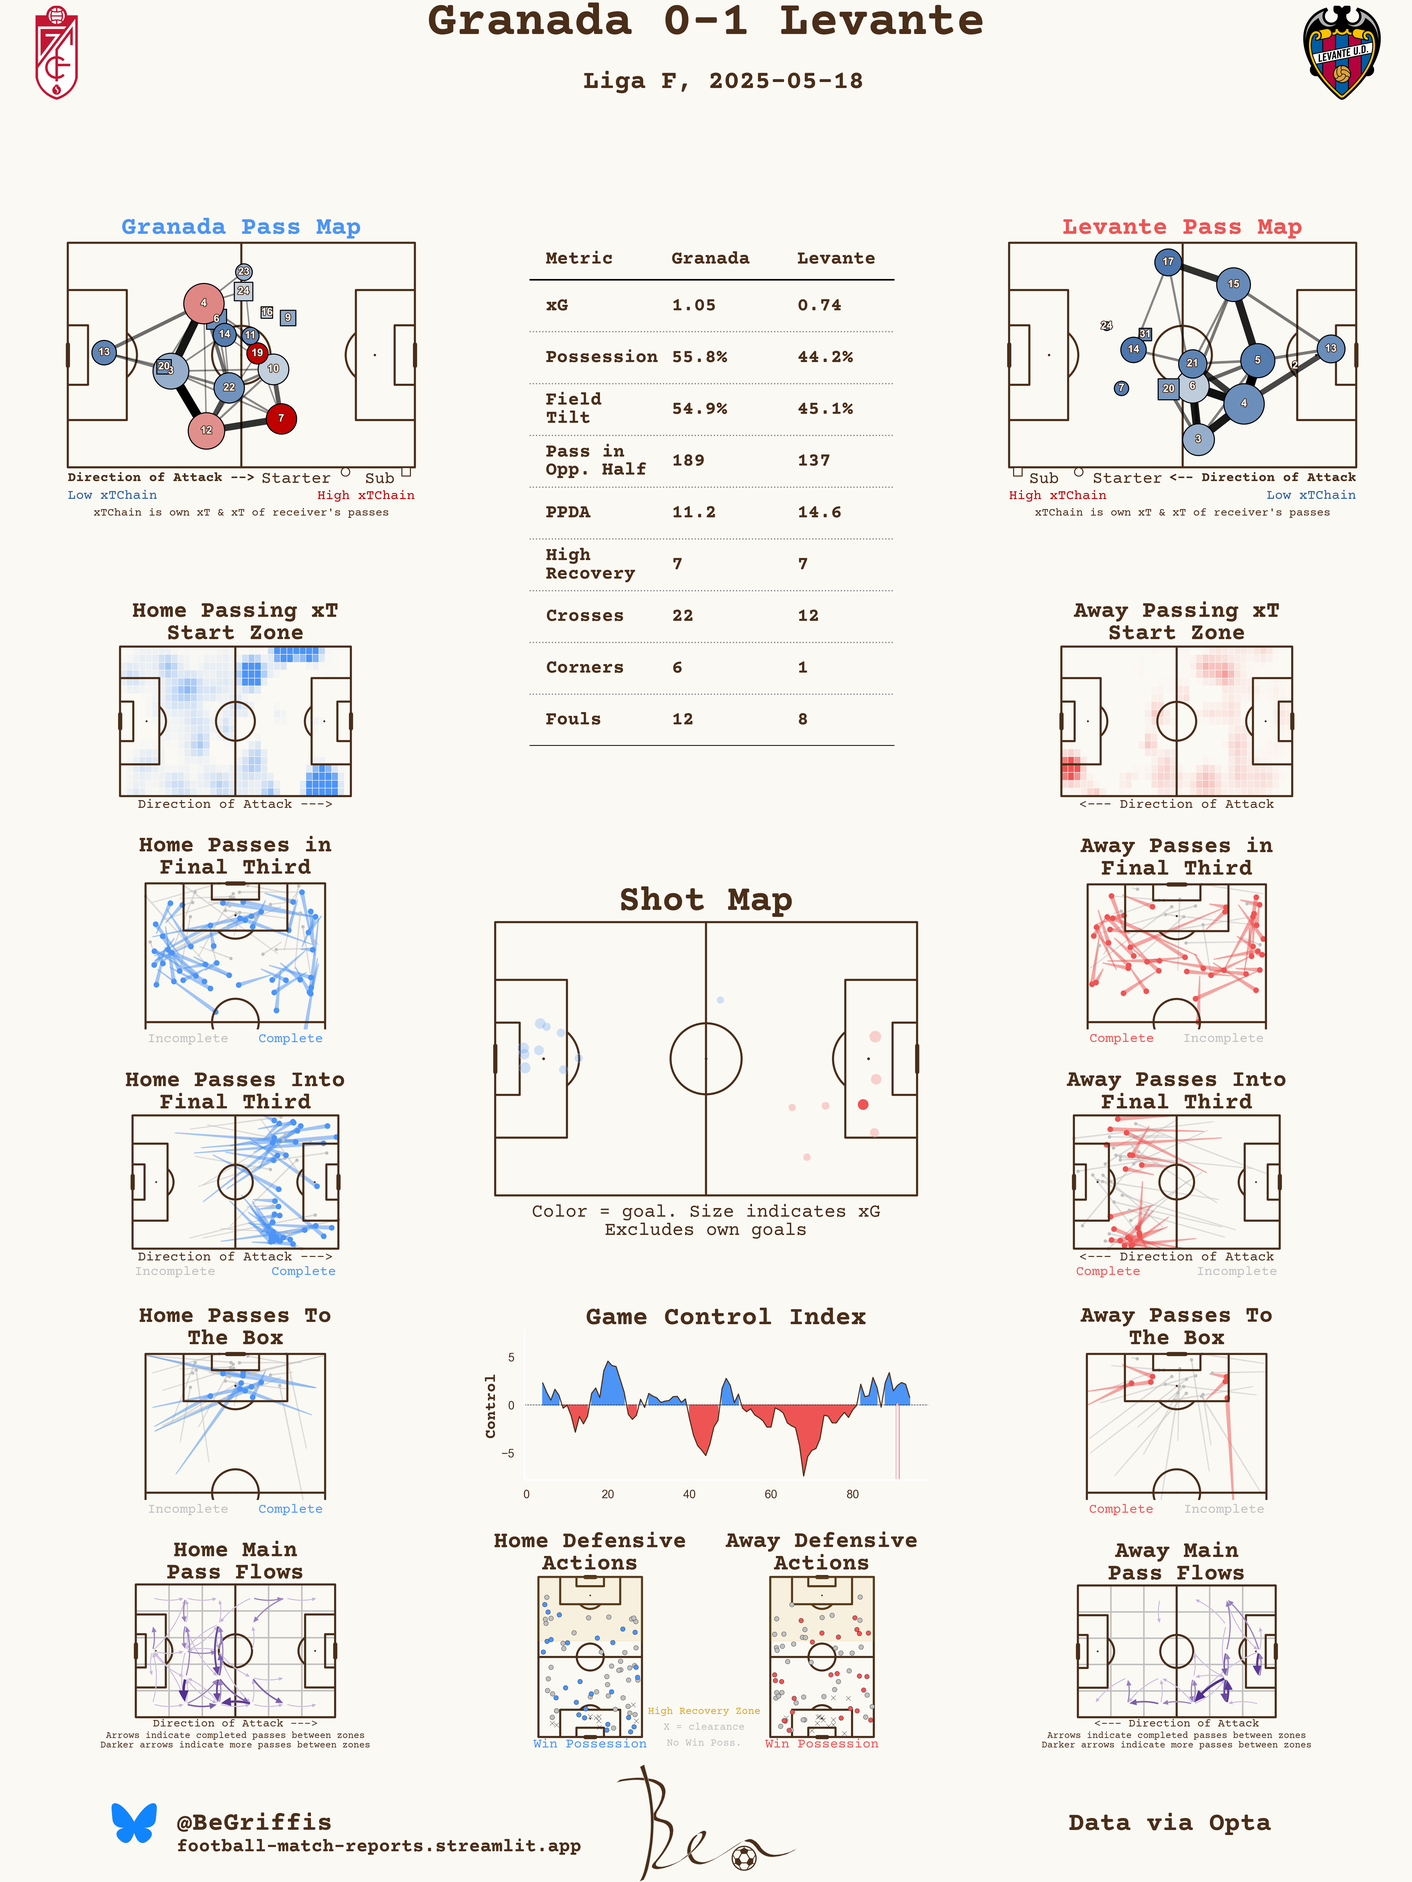 Granada 0-1 Levante
Liga F, 2025-05-18
LEVANTE U.D.
Granada Pass Map
23
24
4
16
9
6
14
11
13
19
20
3
10
22
7
12
Direction of Attack --> Starter Sub
Low xTChain High xTChain
xTChain is own xT & xT of receiver's passes
Metric Granada Levante
xG 1.05 0.74
Possession 55.8% 44.2%
Field
Tilt 54.9% 45.1%
Pass in
Opp. Half 189 137
PPDA 11.2 14.6
High
Recovery 7 7
Crosses 22 12
Corners 6 1
Fouls 12 8
Levante Pass Map
17
15
24
31
14
13
21
5
2
7
20
6
4
3
Sub Starter <-- Direction of Attack
High xTChain Low xTChain
xTChain is own xT & xT of receiver's passes
Home Passing xT
Start Zone
Direction of Attack --->
Away Passing xT
Start Zone
<--- Direction of Attack
Home Passes in
Final Third
Incomplete Complete
Away Passes in
Final Third
Complete Incomplete
Shot Map
Color = goal. Size indicates xG
Excludes own goals
Home Passes Into
Final Third
Direction of Attack --->
Incomplete Complete
Away Passes Into
Final Third
<--- Direction of Attack
Complete Incomplete
Home Passes To
The Box
Incomplete Complete
Game Control Index
Control
5
0
−5
0 20 40 60 80
Away Passes To
The Box
Complete Incomplete
Home Main
Pass Flows
Direction of Attack --->
Arrows indicate completed passes between zones
Darker arrows indicate more passes between zones
Home Defensive
Actions
Win Possession
Away Defensive
Actions
Win Possession
High Recovery Zone
X = clearance
No Win Poss.
Away Main
Pass Flows
<--- Direction of Attack
Arrows indicate completed passes between zones
Darker arrows indicate more passes between zones
@BeGriffis
football-match-reports.streamlit.app
Ben
Data via Opta